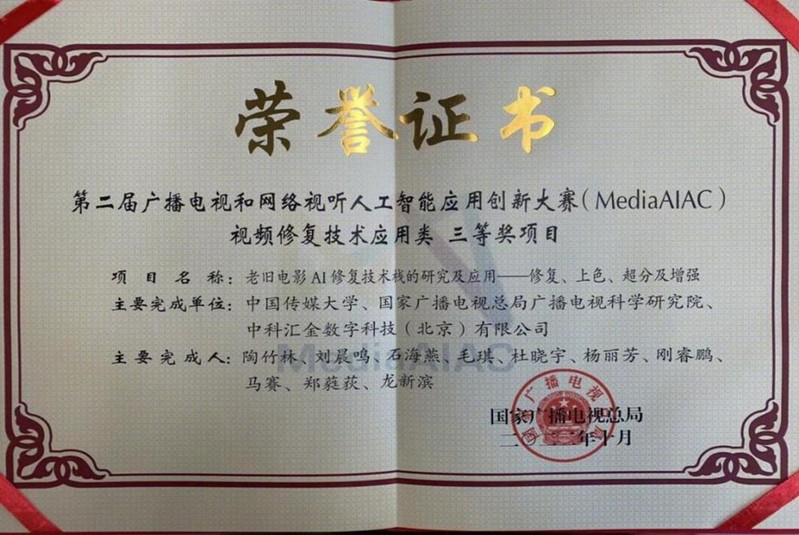 荣誉证书
第二届广播电视和网络视听人工智能应用创新大赛(MediaAIAC)
视频修复技术应用类 三等奖项目
项目名称：老旧电影AI修复技术栈的研究及应用——修复、上色、超分及增强
主要完成单位：中国传媒大学、国家广播电视总局广播电视科学研究院、
中科汇金数字科技（北京）有限公司
主要完成人：陶竹林、刘晨鸣、石海燕、毛琪、杜晓宇、杨丽芳、刚睿鹏、
马赛、郑蕤荻、龙新滨
MediaAIAC
国家广播电视总局
年十月